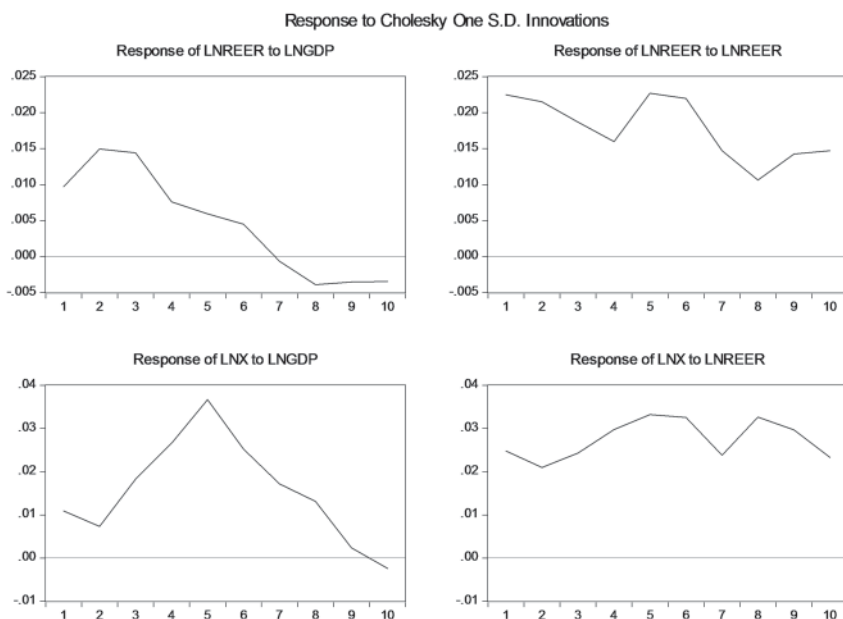 Response to Cholesky One S.D. Innovations
Response of LNREER to LNGDP
.025
.020
.015
.010
.005
.000
-.005
1 2 3 4 5 6 7 8 9 10
Response of LNREER to LNREER
.025
.020
.015
.010
.005
.000
-.005
1 2 3 4 5 6 7 8 9 10
Response of LNX to LNGDP
.04
.03
.02
.01
.00
-.01
1 2 3 4 5 6 7 8 9 10
Response of LNX to LNREER
.04
.03
.02
.01
.00
-.01
1 2 3 4 5 6 7 8 9 10